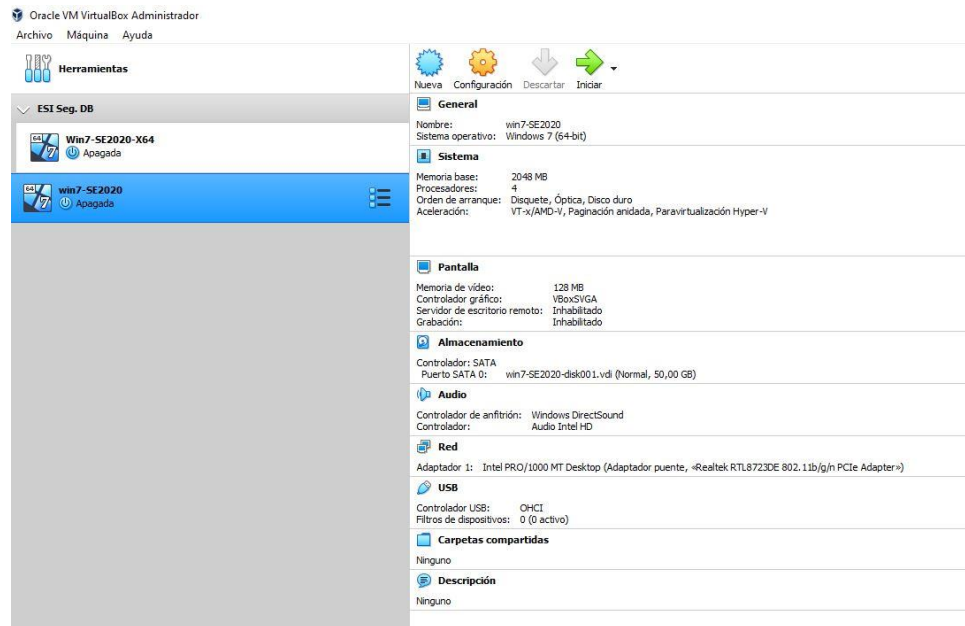 Oracle VM VirtualBox Administrador
Archivo Máquina Ayuda
Herramientas
ESI Seg. DB
64 7 Win7-SE2020-X64
Apagada
64 7 win7-SE2020
Apagada
Nueva Configuración Descartar Iniciar
General
Nombre: win7-SE2020
Sistema operativo: Windows 7 (64-bit)
Sistema
Memoria base: 2048 MB
Procesadores: 4
Orden de arranque: Disquete, Óptica, Disco duro
Aceleración: VT-x/AMD-V, Paginación anidada, Paravirtualización Hyper-V
Pantalla
Memoria de vídeo: 128 MB
Controlador gráfico: VBoxSVGA
Servidor de escritorio remoto: Inhabilitado
Grabación: Inhabilitado
Almacenamiento
Controlador: SATA
Puerto SATA 0: win7-SE2020-disk001.vdi (Normal, 50,00 GB)
Audio
Controlador de anfitrión: Windows DirectSound
Controlador: Audio Intel HD
Red
Adaptador 1: Intel PRO/1000 MT Desktop (Adaptador puente, «Realtek RTL8723DE 802.11b/g/n PCIe Adapter»)
USB
Controlador USB: OHCI
Filtros de dispositivos: 0 (0 activo)
Carpetas compartidas
Ninguno
Descripción
Ninguno